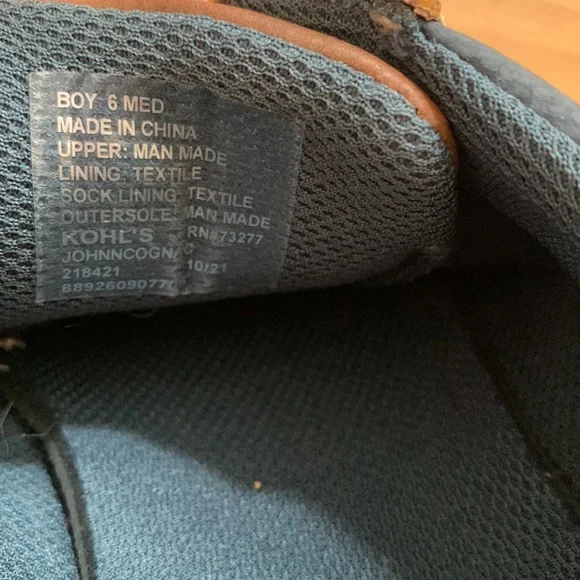 BOY 6 MED
MADE IN CHINA
UPPER: MAN MADE
LINING: TEXTILE
SOCK LINING: TEXTILE
OUTERSOLE: MAN MADE
KOHL'S RN#73277
218421 10/21